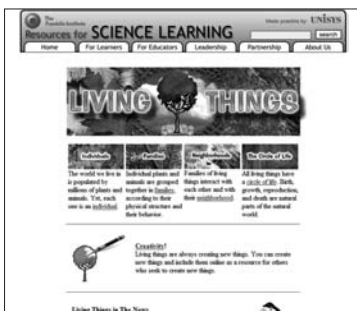 The
Franklin Institute
Made possible by: UNISYS
Resources for SCIENCE LEARNING
search
Home For Learners For Educators Leadership Partnership About Us
LIVING THINGS
Individuals Families Neighborhoods The Circle of Life
The world we live in
is populated by
millions of plants and
animals. Yet, each
one is an individual.
Individual plants and
animals are grouped
together in families,
according to their
physical structure and
their behavior.
Families of living
things interact with
each other and with
their neighborhood.
All living things have
a circle of life. Birth,
growth, reproduction,
and death are natural
parts of the natural
world.
Creativity!
Living things are always creating new things. You can create
new things and include them online as a resource for others
who seek to create new things.
Living Things in The News